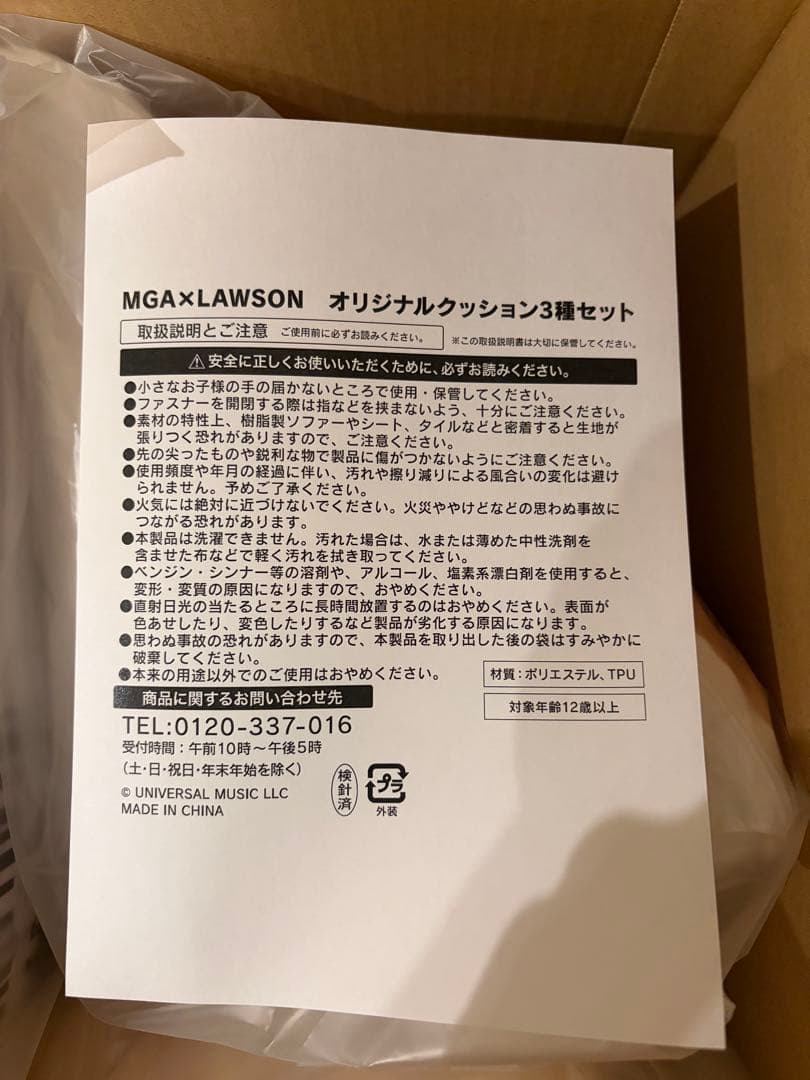 MGA×LAWSON オリジナルクッション3種セット
取扱説明とご注意 ご使用前に必ずお読みください。
※この取扱説明書は大切に保管してください。
⚠安全に正しくお使いいただくために、必ずお読みください。
●小さなお子様の手の届かないところで使用・保管してください。
●ファスナーを開閉する際は指などを挟まないよう、十分にご注意ください。
●素材の特性上、樹脂製ソファーやシート、タイルなどと密着すると生地が
張りつく恐れがありますので、ご注意ください。
●先の尖ったものや鋭利な物で製品に傷がつかないようにご注意ください。
●使用頻度や年月の経過に伴い、汚れや擦り減りによる風合いの変化は避け
られません。予めご了承ください。
●火気には絶対に近づけないでください。火災ややけどなどの思わぬ事故に
つながる恐れがあります。
●本製品は洗濯できません。汚れた場合は、水または薄めた中性洗剤を
含ませた布などで軽く汚れを拭き取ってください。
●ベンジン・シンナー等の溶剤や、アルコール、塩素系漂白剤を使用すると、
変形・変質の原因になりますので、おやめください。
●直射日光の当たるところに長時間放置するのはおやめください。表面が
色あせしたり、変色したりするなど製品が劣化する原因になります。
●思わぬ事故の恐れがありますので、本製品を取り出した後の袋はすみやかに
破棄してください。
●本来の用途以外でのご使用はおやめください。
材質：ポリエステル、TPU
対象年齢12歳以上
商品に関するお問い合わせ先
TEL:0120-337-016
受付時間：午前10時～午後5時
(土・日・祝日・年末年始を除く)
© UNIVERSAL MUSIC LLC
MADE IN CHINA
検針済
プラ
外装